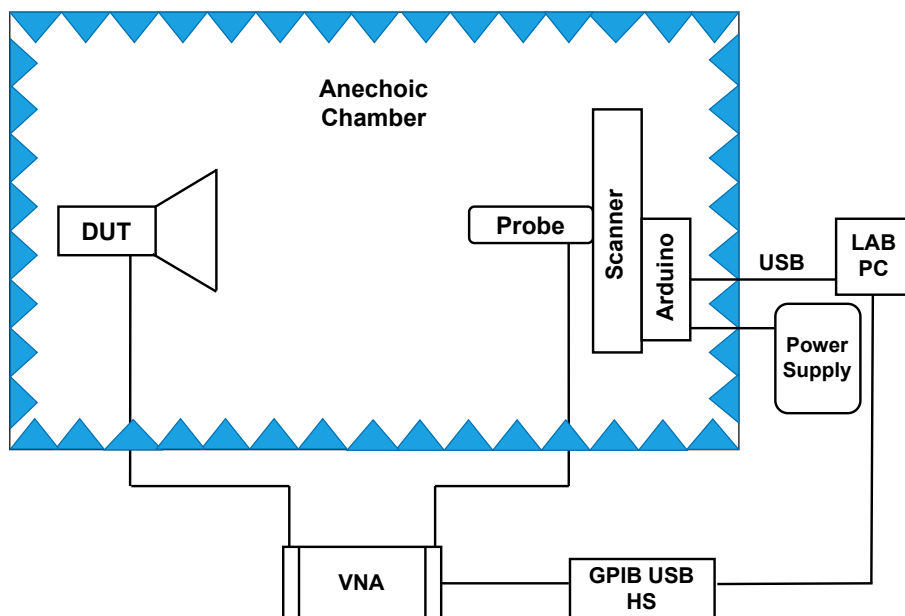 Anechoic
Chamber
DUT
Probe
Scanner
Arduino
USB
LAB
PC
Power
Supply
VNA
GPIB USB
HS